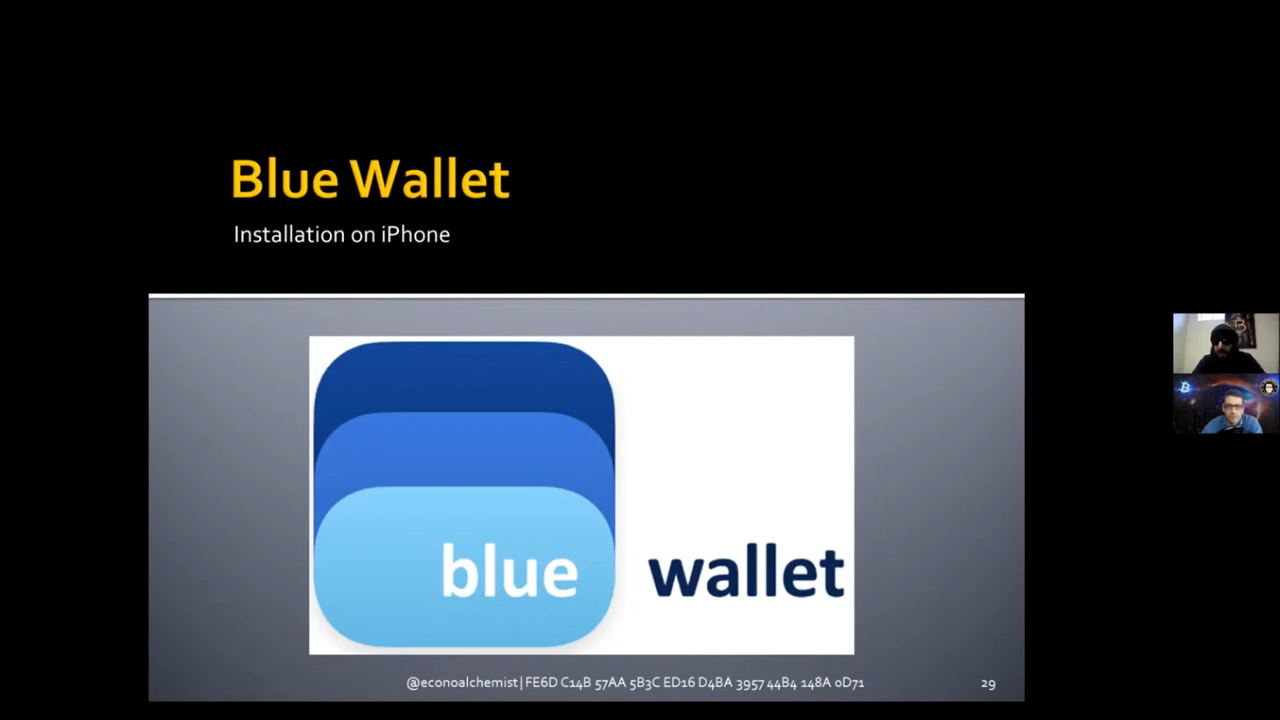 Blue Wallet
Installation on iPhone
blue wallet
@econoalchemist | FE6D C14B 57AA 5B3C ED16 D4BA 3957 44B4 148A 0D71
29